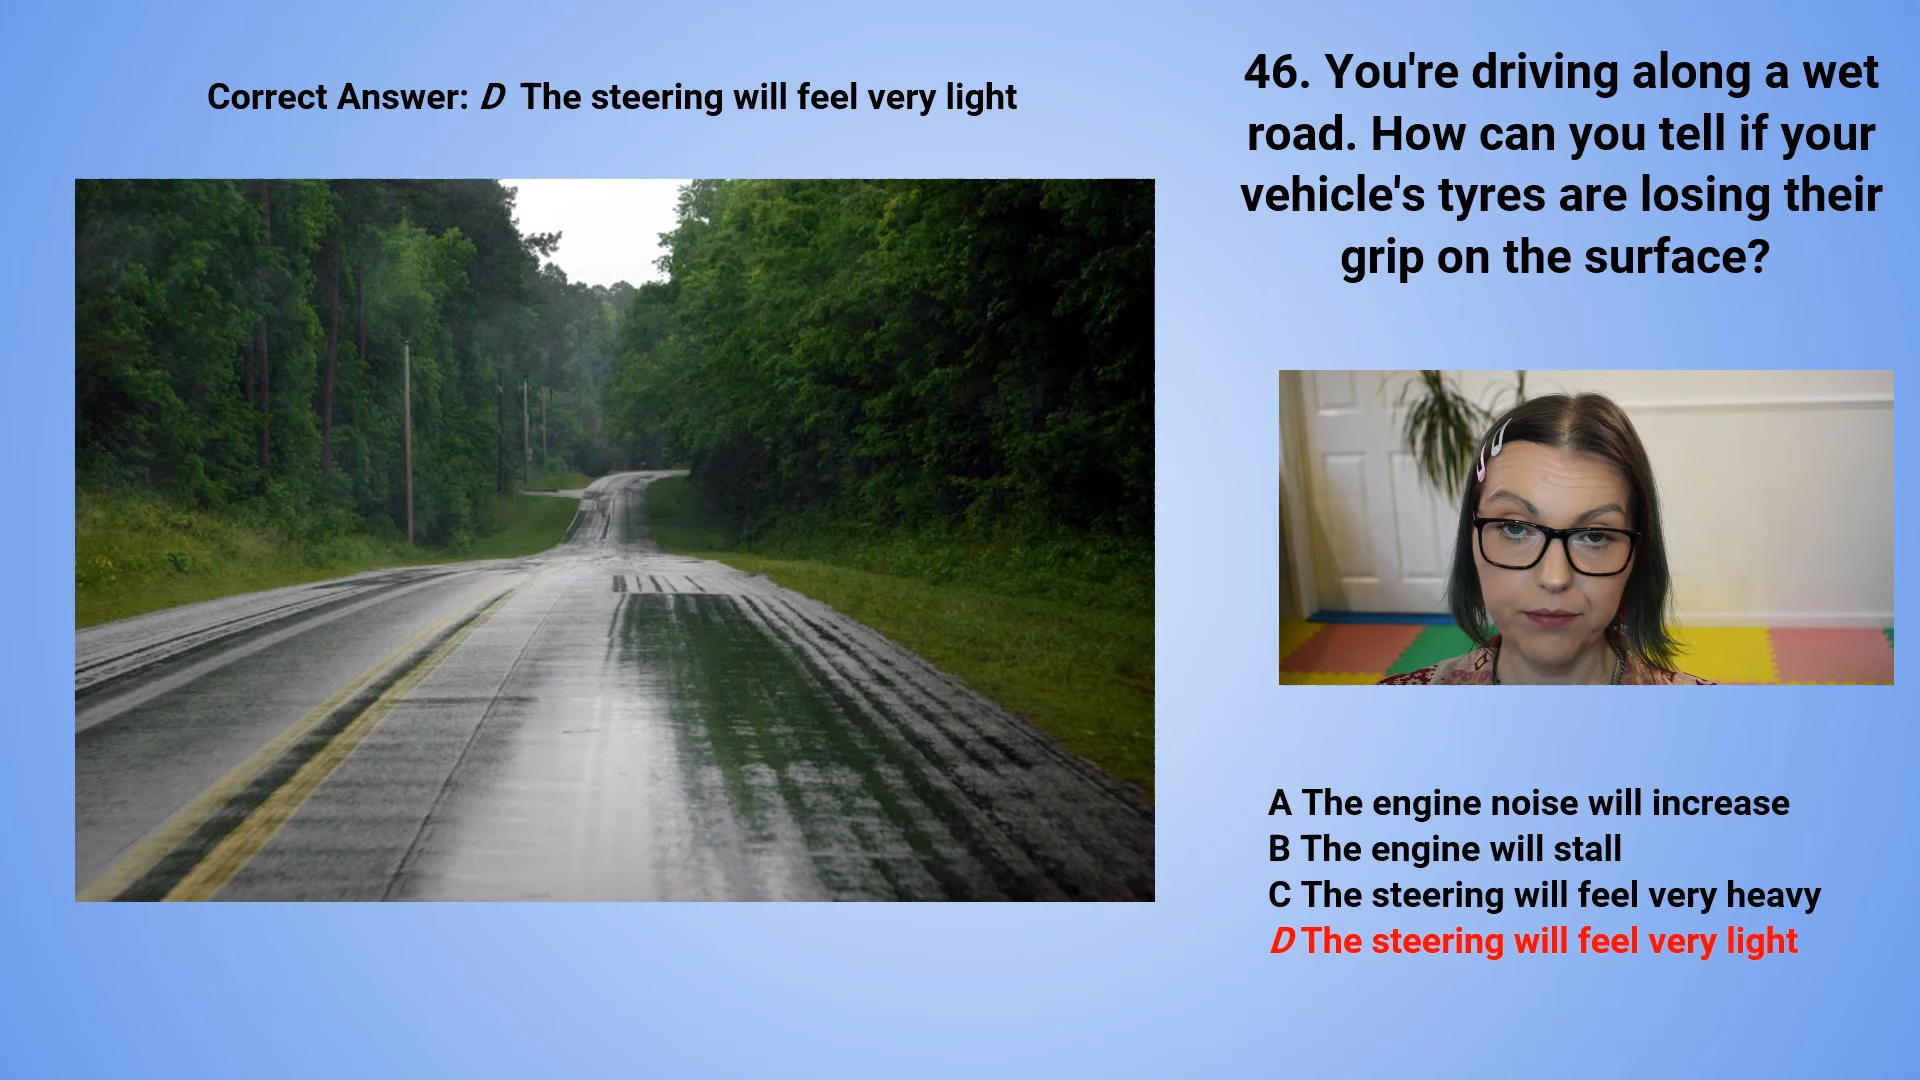 Correct Answer: D The steering will feel very light
46. You're driving along a wet
road. How can you tell if your
vehicle's tyres are losing their
grip on the surface?
A The engine noise will increase
B The engine will stall
C The steering will feel very heavy
D The steering will feel very light